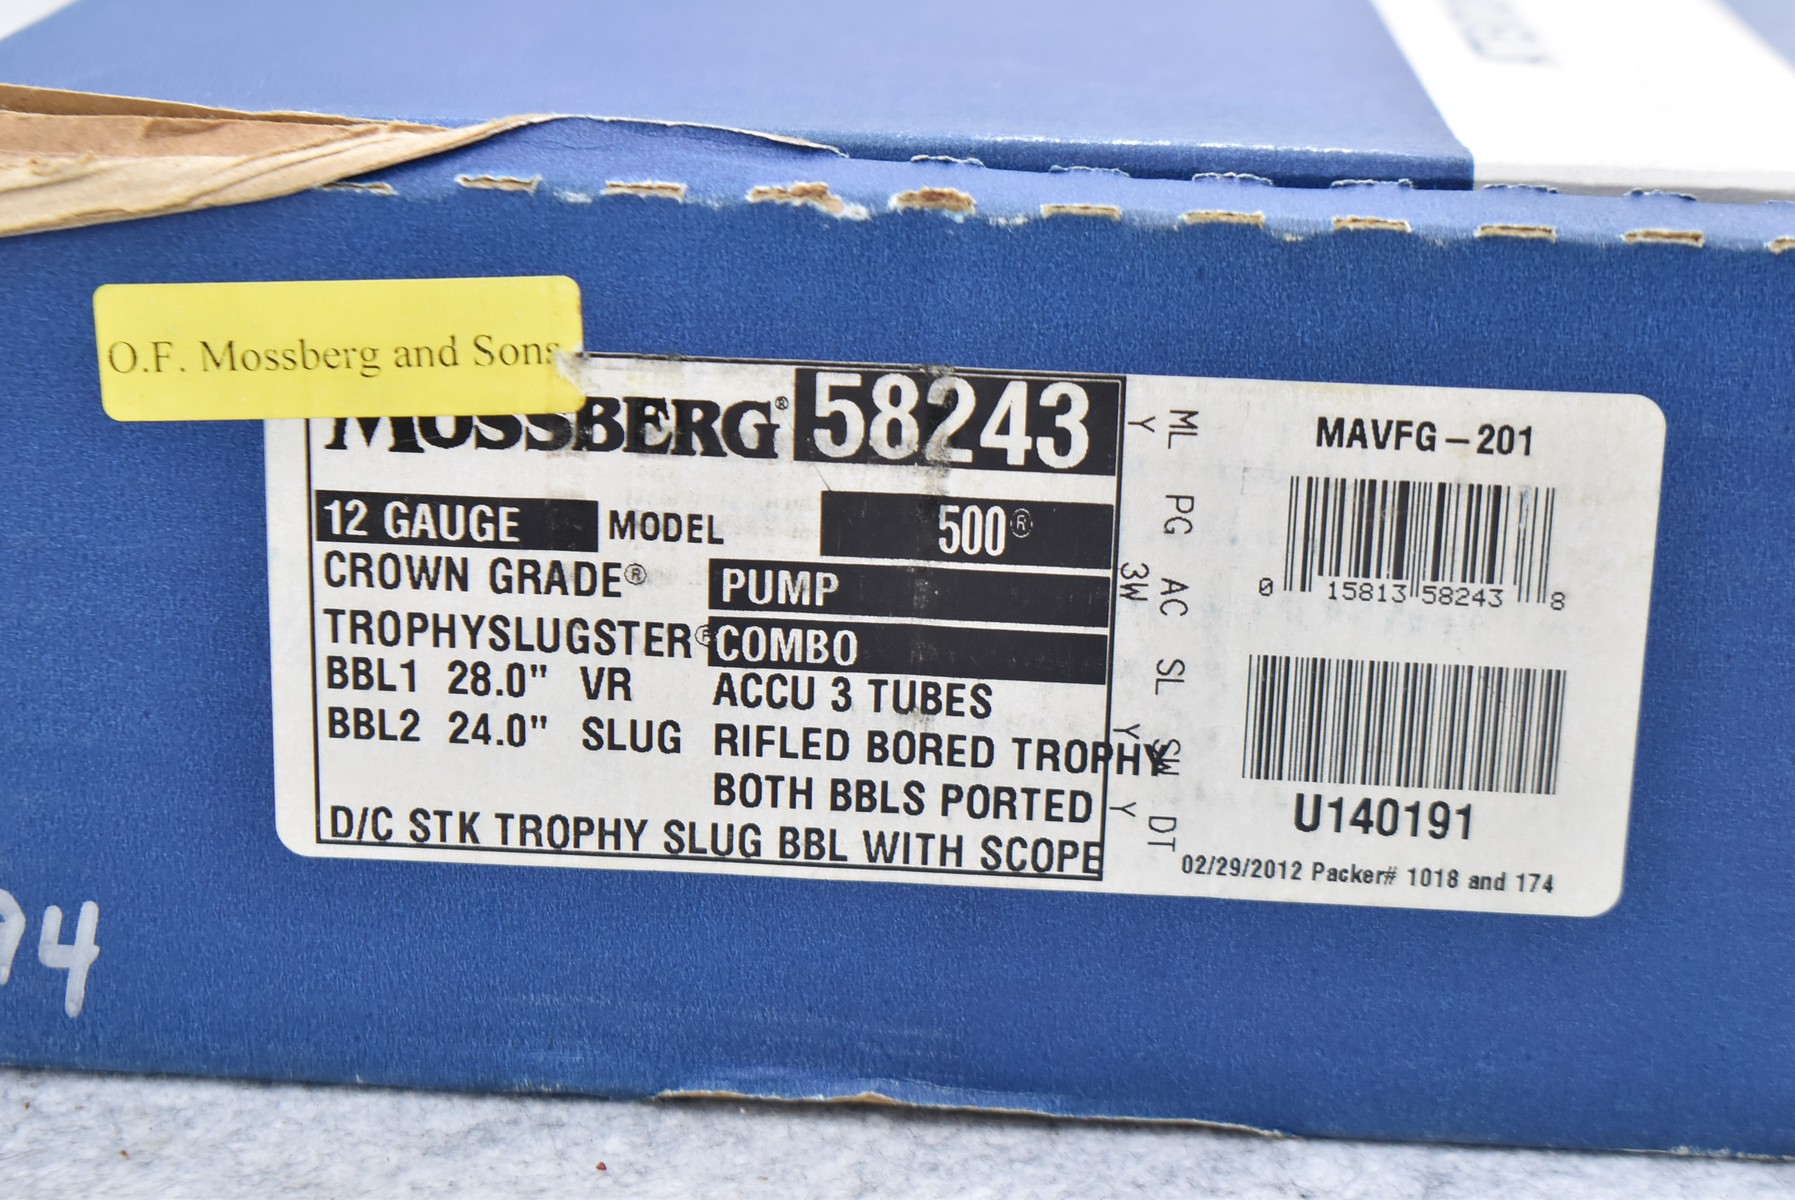 O.F. Mossberg and Sons
MOSSBERG® 58243
12 GAUGE MODEL 500®
CROWN GRADE® PUMP
TROPHYSLUGSTER® COMBO
BBL1 28.0" VR ACCU 3 TUBES
BBL2 24.0" SLUG RIFLED BORED TROPHY
BOTH BBLS PORTED
D/C STK TROPHY SLUG BBL WITH SCOPE
ML PG AC SL SW DT
Y 3W Y Y
MAVFG-201
0 15813 58243 8
U140191
02/29/2012 Packer# 1018 and 174
94